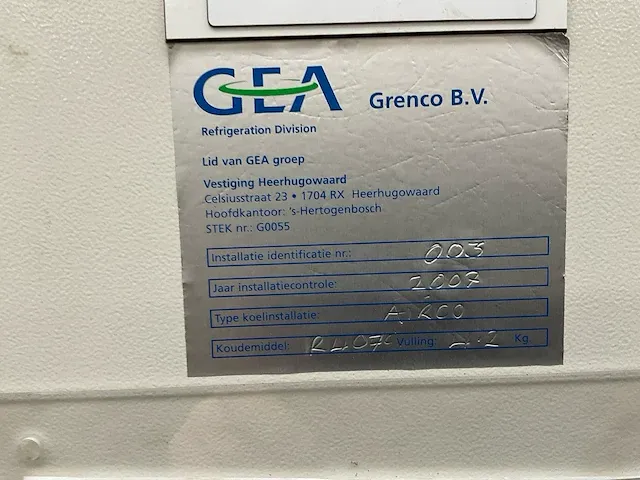 GEA Grenco B.V.
Refrigeration Division
Lid van GEA groep
Vestiging Heerhugowaard
Celsiusstraat 23 • 1704 RX Heerhugowaard
Hoofdkantoor: 's-Hertogenbosch
STEK nr.: G0055
Installatie identificatie nr.: 003
Jaar installatiecontrole: 2007
Type koelinstallatie: AIRCO
Koudemiddel: R407C Vulling: Kg